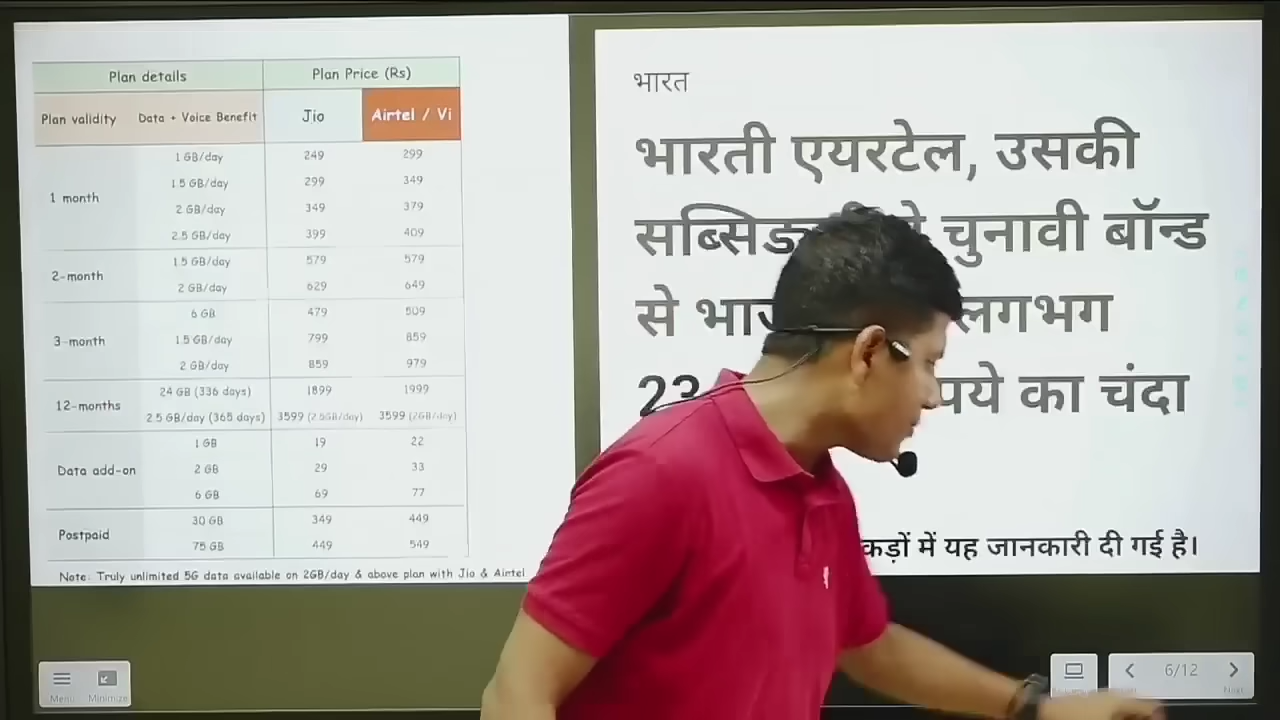 Plan details Plan Price (Rs)
Plan validity Data + Voice Benefit Jio Airtel / Vi
1 month
1 GB/day 249 299
1.5 GB/day 299 349
2 GB/day 349 379
2.5 GB/day 399 409
2-month
1.5 GB/day 579 579
2 GB/day 629 649
3-month
6 GB 479 509
1.5 GB/day 799 859
2 GB/day 859 979
12-months
24 GB (336 days) 1899 1999
2.5 GB/day (365 days) 3599 (2.5GB/day) 3599 (2GB/day)
Data add-on
1 GB 19 22
2 GB 29 33
6 GB 69 77
Postpaid
30 GB 349 449
75 GB 449 549
Note: Truly unlimited 5G data available on 2GB/day & above plan with Jio & Airtel
भारत
भारती एयरटेल, उसकी
चुनावी बॉन्ड
से लगभग
का चंदा
में यह जानकारी दी गई है।
Menu Minimize
6/12
Next